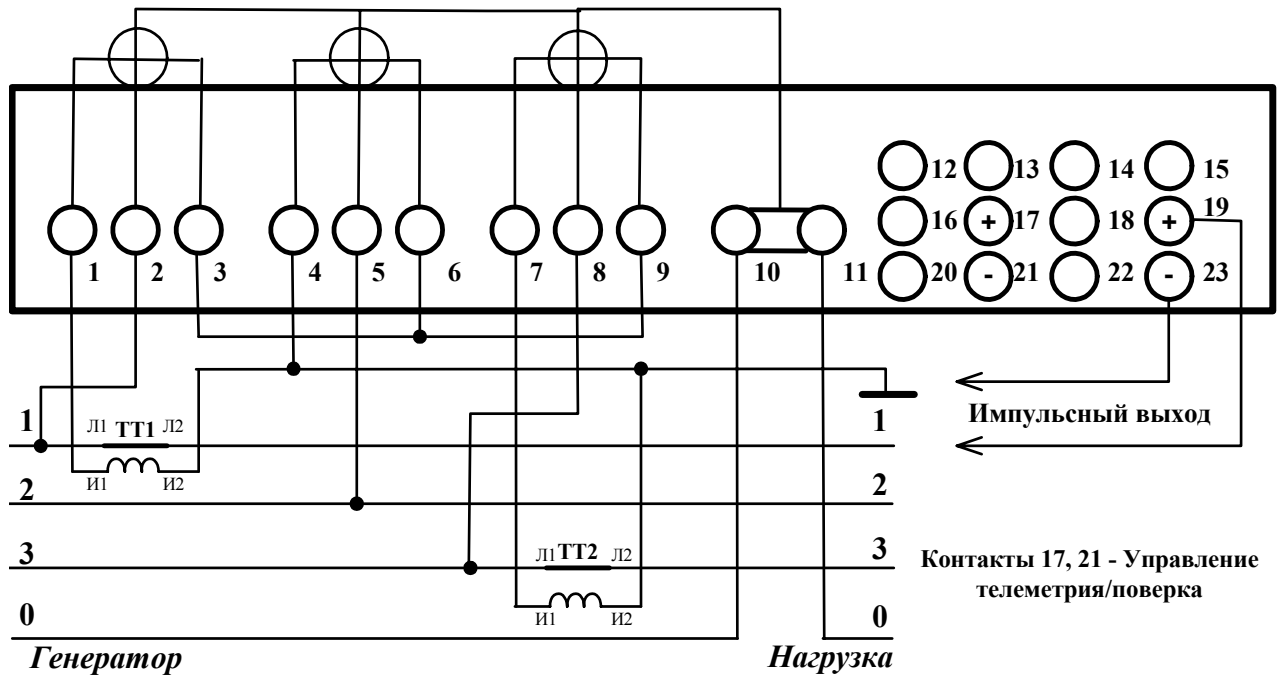 12 13 14 15
+ +
16 17 18 19
- -
1 2 3 4 5 6 7 8 9 10 11 20 21 22 23
1 Л1 ТТ1 Л2 1
Импульсный выход
И1 И2
2 2
3 Л1 ТТ2 Л2 3
Контакты 17, 21 - Управление
телеметрия/поверка
И1 И2
0 0
Генератор Нагрузка